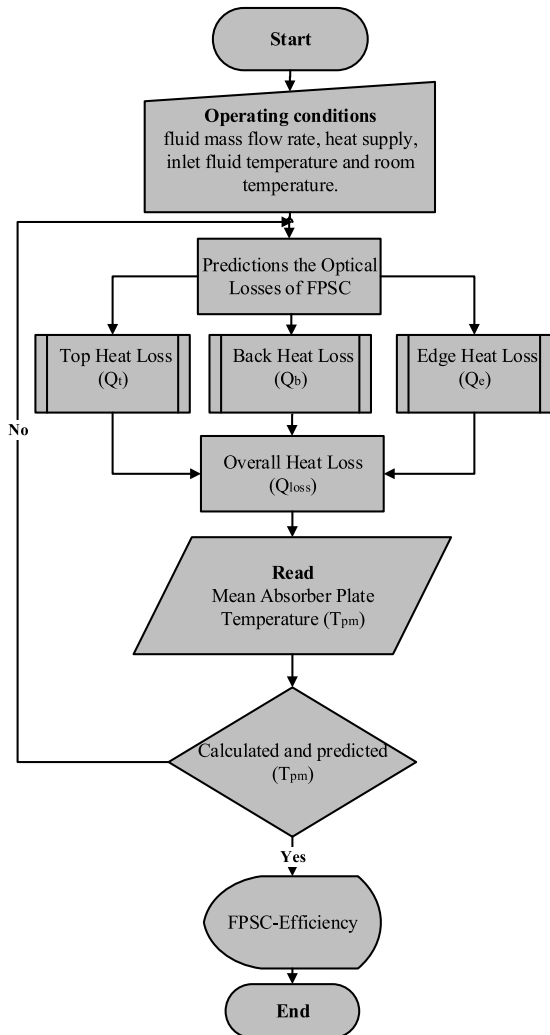 Start
Operating conditions
fluid mass flow rate, heat supply,
inlet fluid temperature and room
temperature.
Predictions the Optical
Losses of FPSC
Top Heat Loss
(Qt)
Back Heat Loss
(Qb)
Edge Heat Loss
(Qe)
No
Overall Heat Loss
(Qloss)
Read
Mean Absorber Plate
Temperature (Tpm)
Calculated and predicted
(Tpm)
Yes
FPSC-Efficiency
End